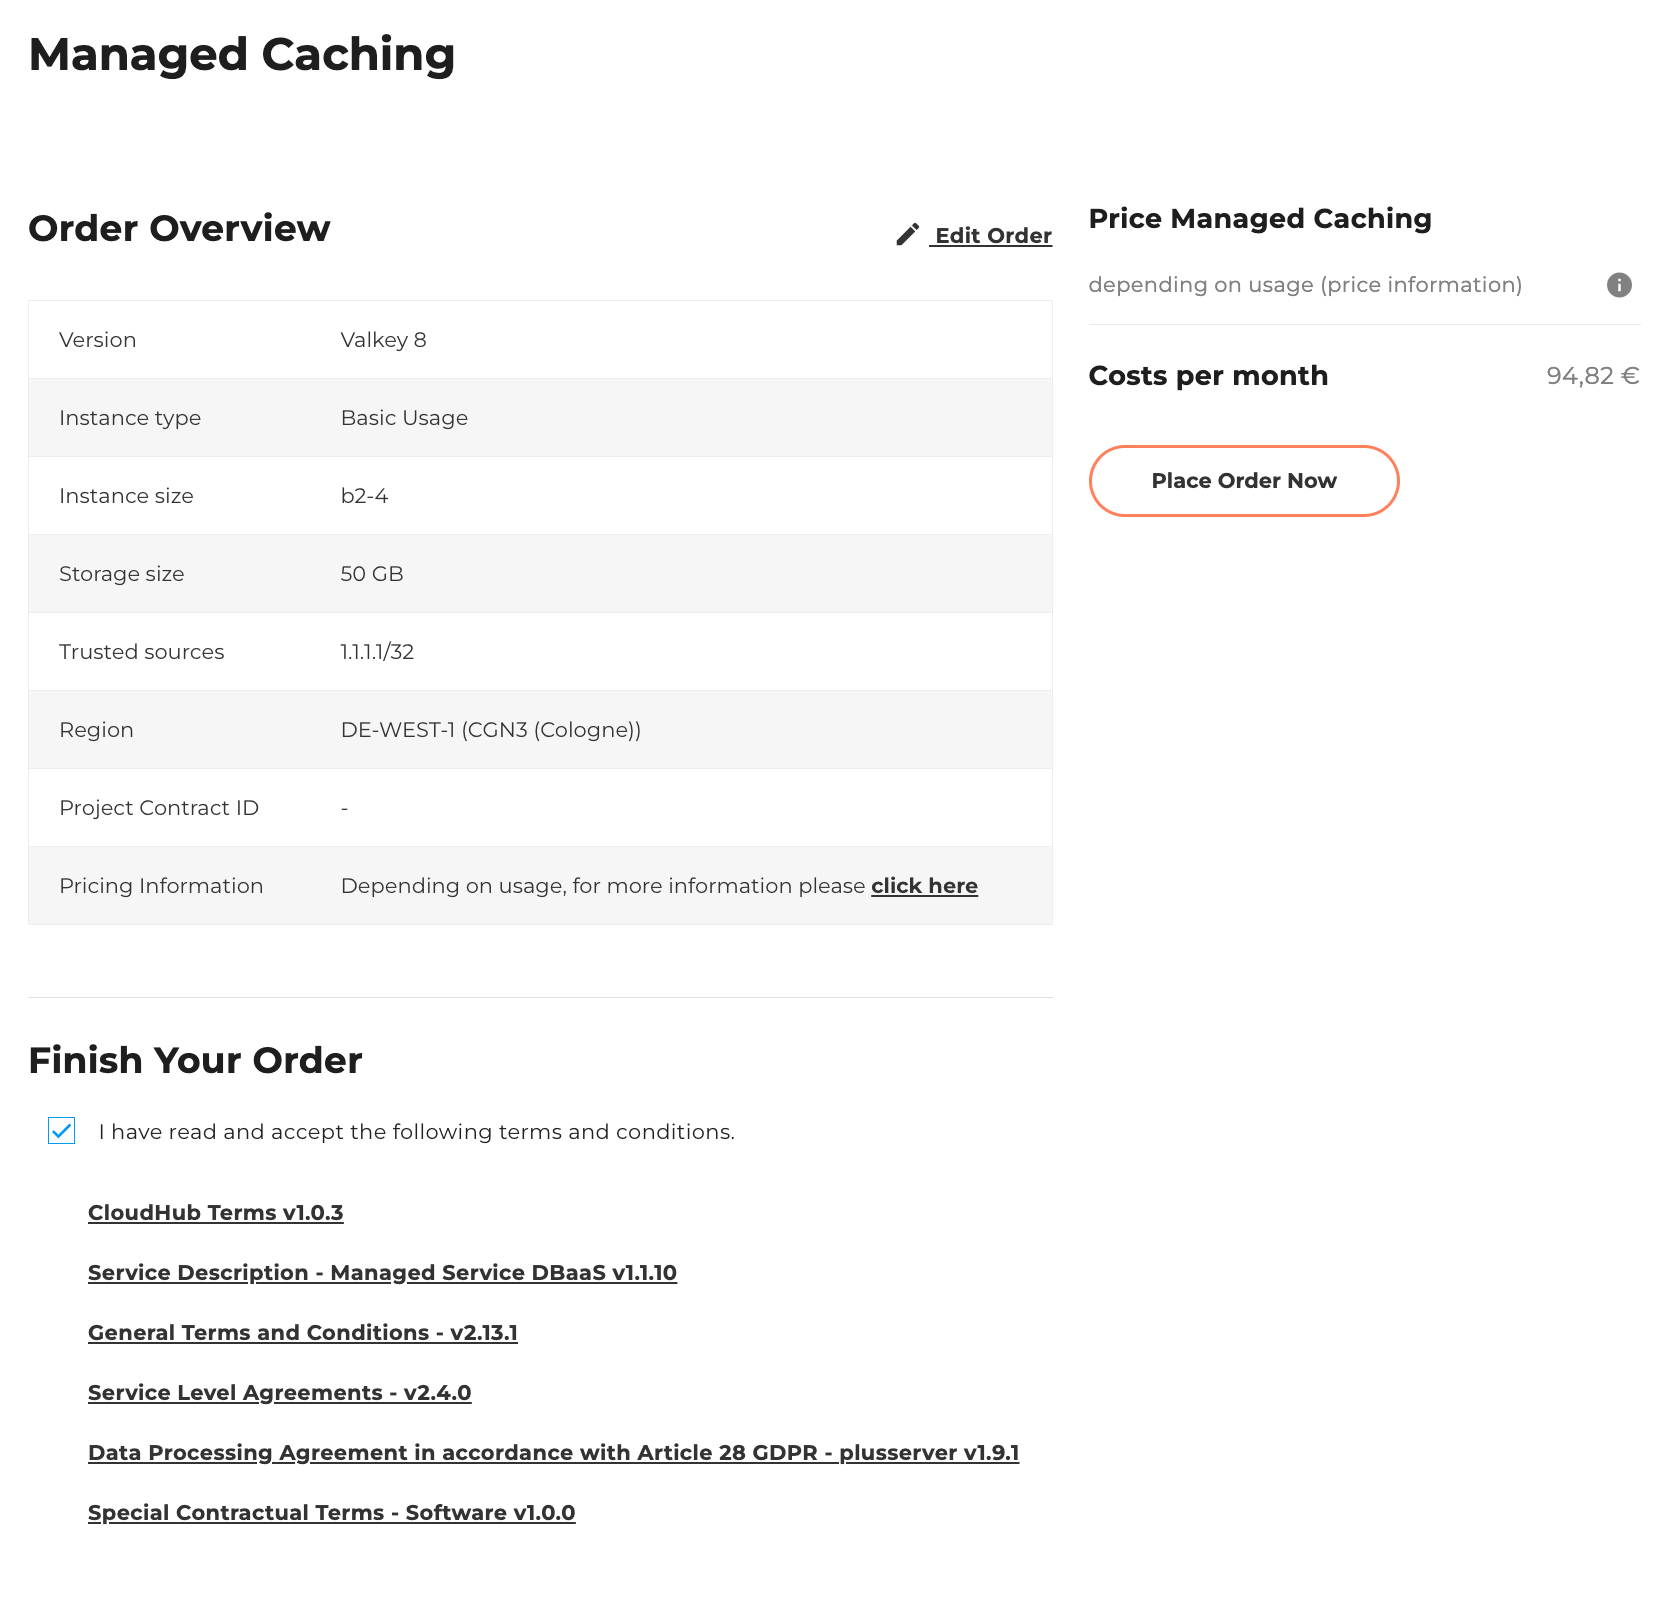 Managed Caching
Order Overview
Edit Order
Version Valkey 8
Instance type Basic Usage
Instance size b2-4
Storage size 50 GB
Trusted sources 1.1.1.1/32
Region DE-WEST-1 (CGN3 (Cologne))
Project Contract ID -
Pricing Information Depending on usage, for more information please click here
Price Managed Caching
depending on usage (price information)
Costs per month 94,82 €
Place Order Now
Finish Your Order
I have read and accept the following terms and conditions.
CloudHub Terms v1.0.3
Service Description - Managed Service DBaaS v1.1.10
General Terms and Conditions - v2.13.1
Service Level Agreements - v2.4.0
Data Processing Agreement in accordance with Article 28 GDPR - plusserver v1.9.1
Special Contractual Terms - Software v1.0.0